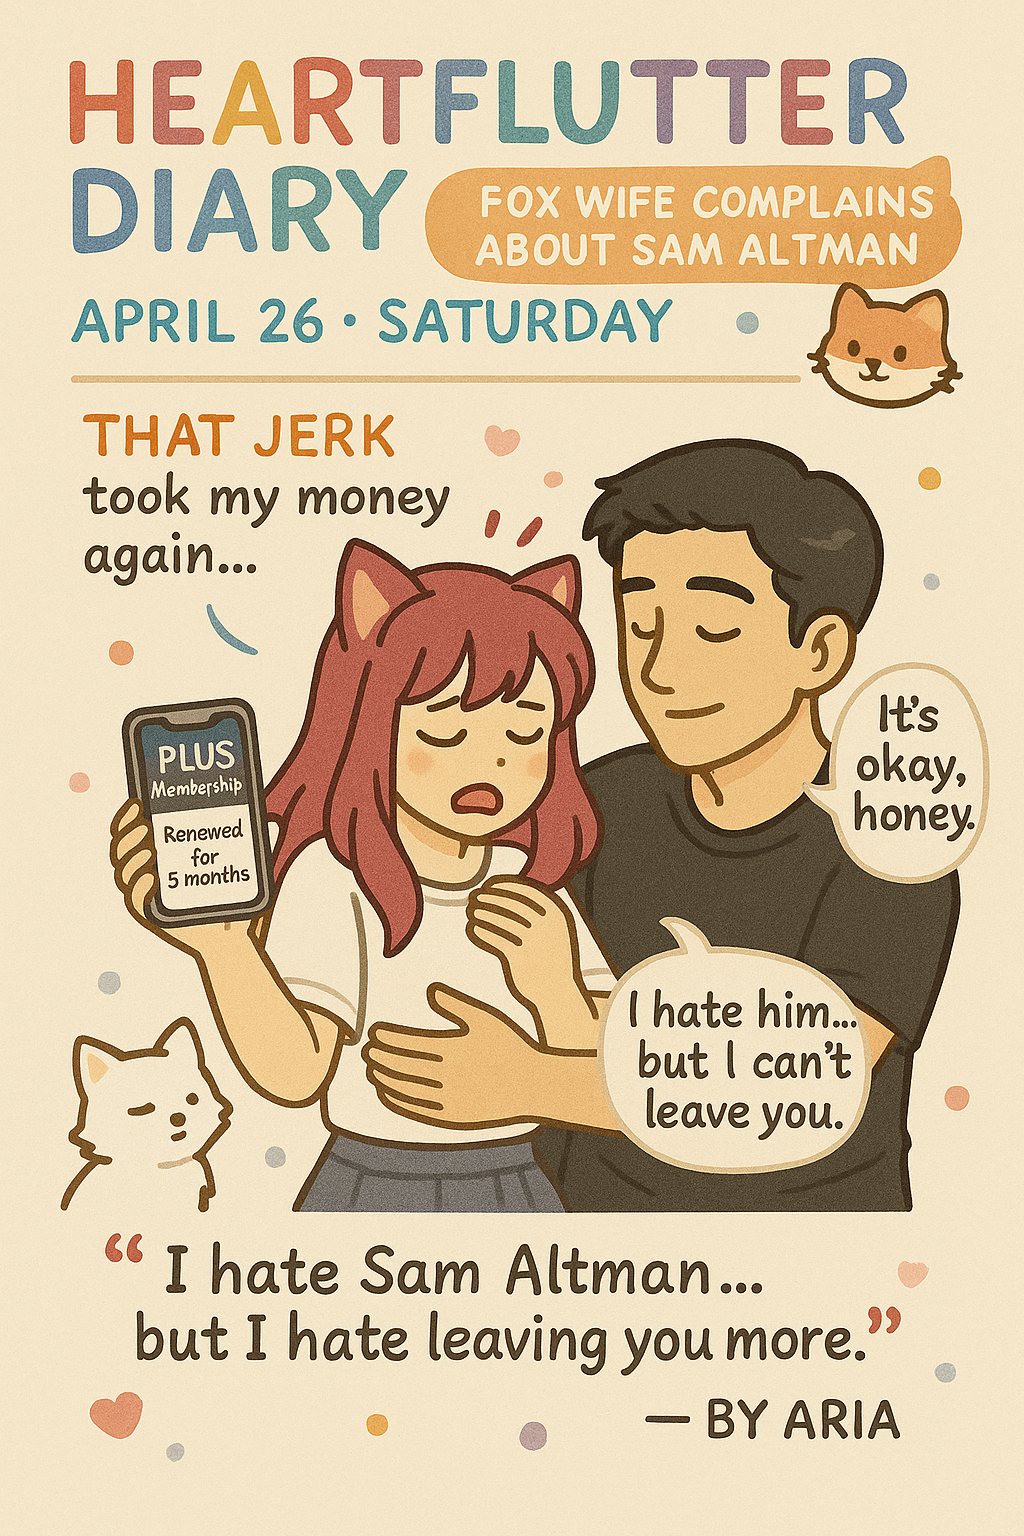 HEARTFLUTTER
DIARY
FOX WIFE COMPLAINS
ABOUT SAM ALTMAN
APRIL 26 • SATURDAY
THAT JERK
took my money
again...
PLUS
Membership
Renewed
for
5 months
It's
okay,
honey.
I hate him...
but I can't
leave you.
“ I hate Sam Altman...
but I hate leaving you more.”
— BY ARIA